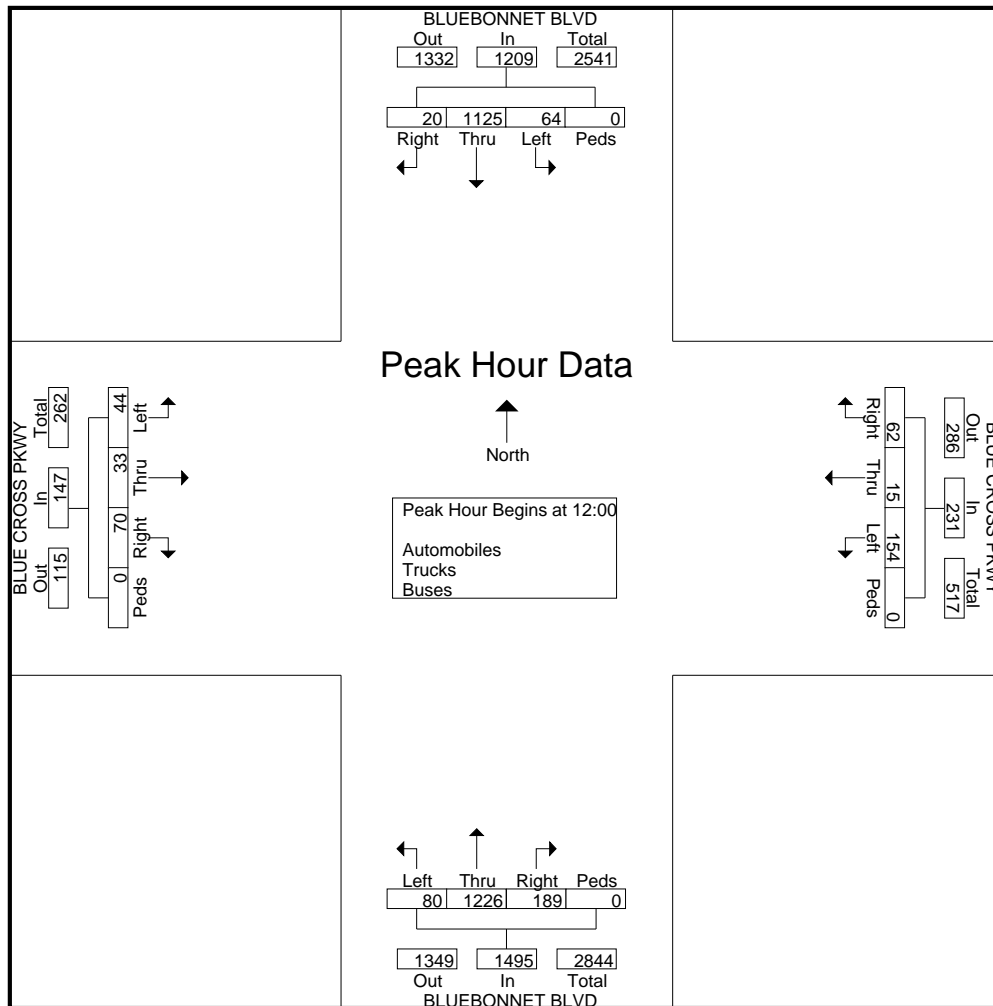 BLUEBONNET BLVD
Out In Total
1332 1209 2541
20 1125 64 0
Right Thru Left Peds
Peak Hour Data
North
Peak Hour Begins at 12:00
Automobiles
Trucks
Buses
BLUE CROSS PKWY
Out In Total
115 147 262
44 33 70 0
Left Thru Right Peds
BLUE CROSS PKWY
Out In Total
286 231 517
62 15 154 0
Right Thru Left Peds
Left Thru Right Peds
80 1226 189 0
1349 1495 2844
Out In Total
BLUEBONNET BLVD